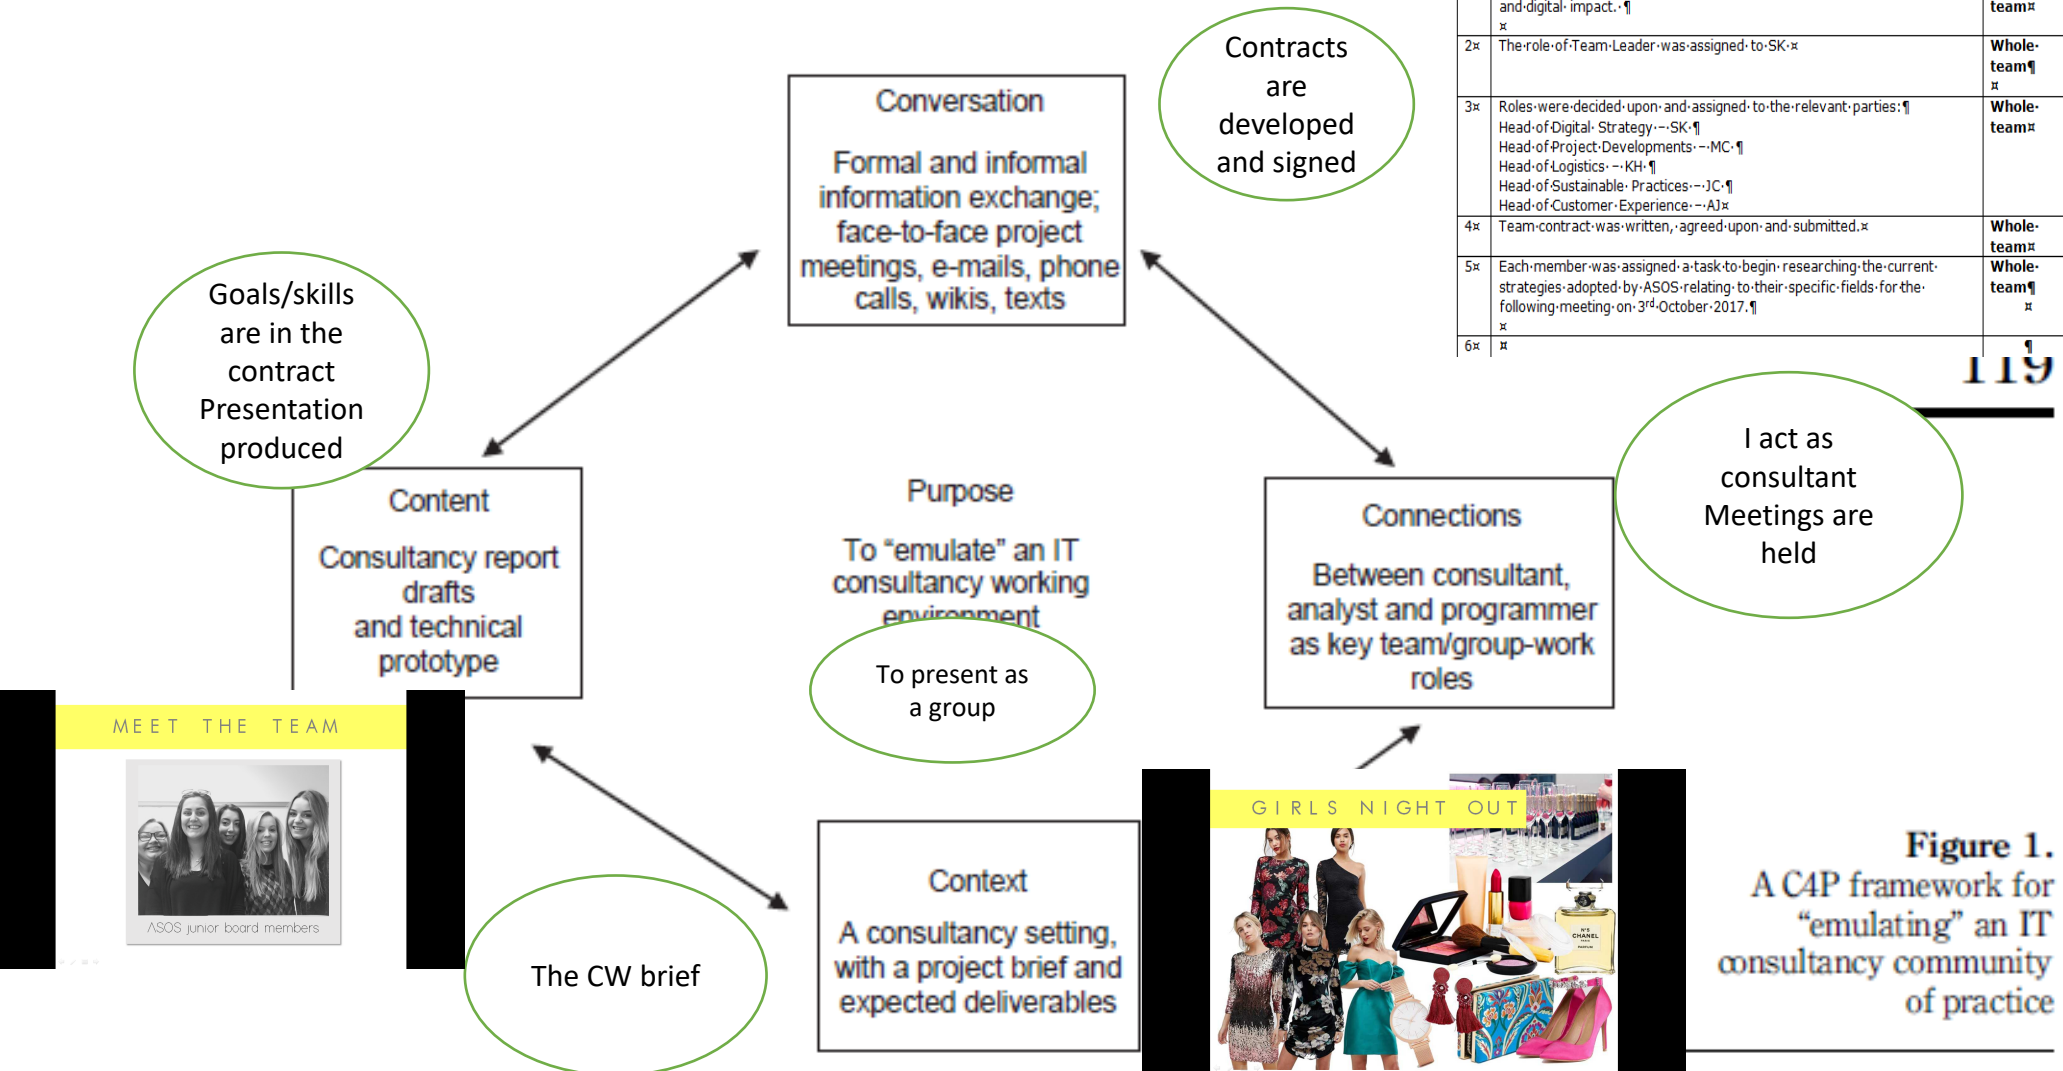 and digital impact. ¶
team¤
¤
2¤ The role of Team Leader was assigned to SK ¤
Whole
team¶
¤
3¤ Roles were decided upon and assigned to the relevant parties:¶
Head of Digital Strategy – SK ¶
Head of Project Developments – MC ¶
Head of Logistics – KH ¶
Head of Sustainable Practices – JC ¶
Head of Customer Experience – AJ¤
Whole
team¤
4¤ Team contract was written, agreed upon and submitted.¤
Whole
team¤
5¤ Each member was assigned a task to begin researching the current
strategies adopted by ASOS relating to their specific fields for the
following meeting on 3rd October 2017.¶
¤
Whole
team¶
¤
6¤ ¤
¶
119
Contracts
are
developed
and signed
Conversation
Formal and informal
information exchange;
face-to-face project
meetings, e-mails, phone
calls, wikis, texts
Goals/skills
are in the
contract
Presentation
produced
Content
Consultancy report
drafts
and technical
prototype
Purpose
To “emulate” an IT
consultancy working
environment
To present as
a group
Connections
Between consultant,
analyst and programmer
as key team/group-work
roles
I act as
consultant
Meetings are
held
MEET THE TEAM
ASOS junior board members
The CW brief
Context
A consultancy setting,
with a project brief and
expected deliverables
GIRLS NIGHT OUT
N°5
CHANEL
PARIS
PARFUM
Figure 1.
A C4P framework for
“emulating” an IT
consultancy community
of practice